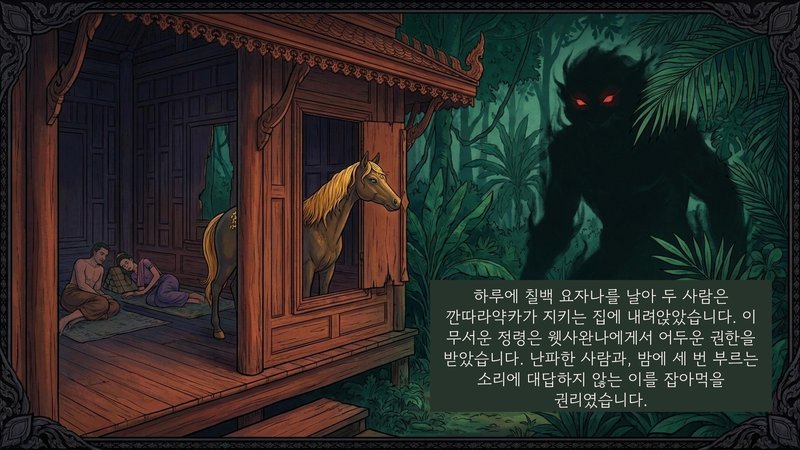 하루에 칠백 요자나를 날아 두 사람은
깐따라약카가 지키는 집에 내려앉았습니다. 이
무서운 정령은 웻사완나에게서 어두운 권한을
받았습니다. 난파한 사람과, 밤에 세 번 부르는
소리에 대답하지 않는 이를 잡아먹을
권리였습니다.